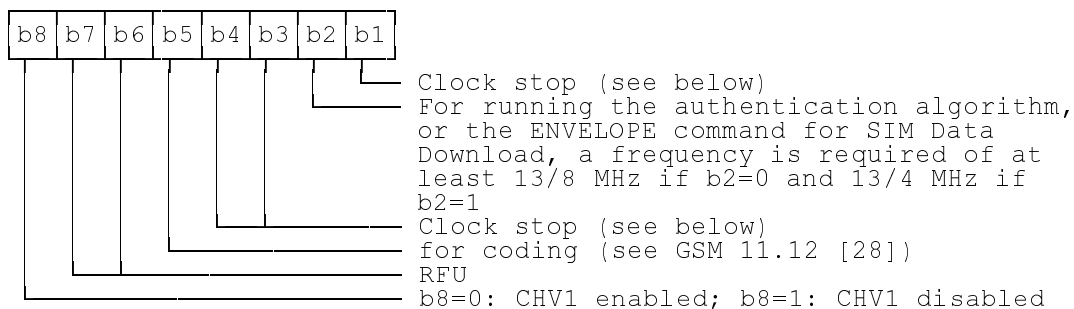 b8 b7 b6 b5 b4 b3 b2 b1
Clock stop (see below)
For running the authentication algorithm,
or the ENVELOPE command for SIM Data
Download, a frequency is required of at
least 13/8 MHz if b2=0 and 13/4 MHz if
b2=1
Clock stop (see below)
for coding (see GSM 11.12 [28])
RFU
b8=0: CHV1 enabled; b8=1: CHV1 disabled